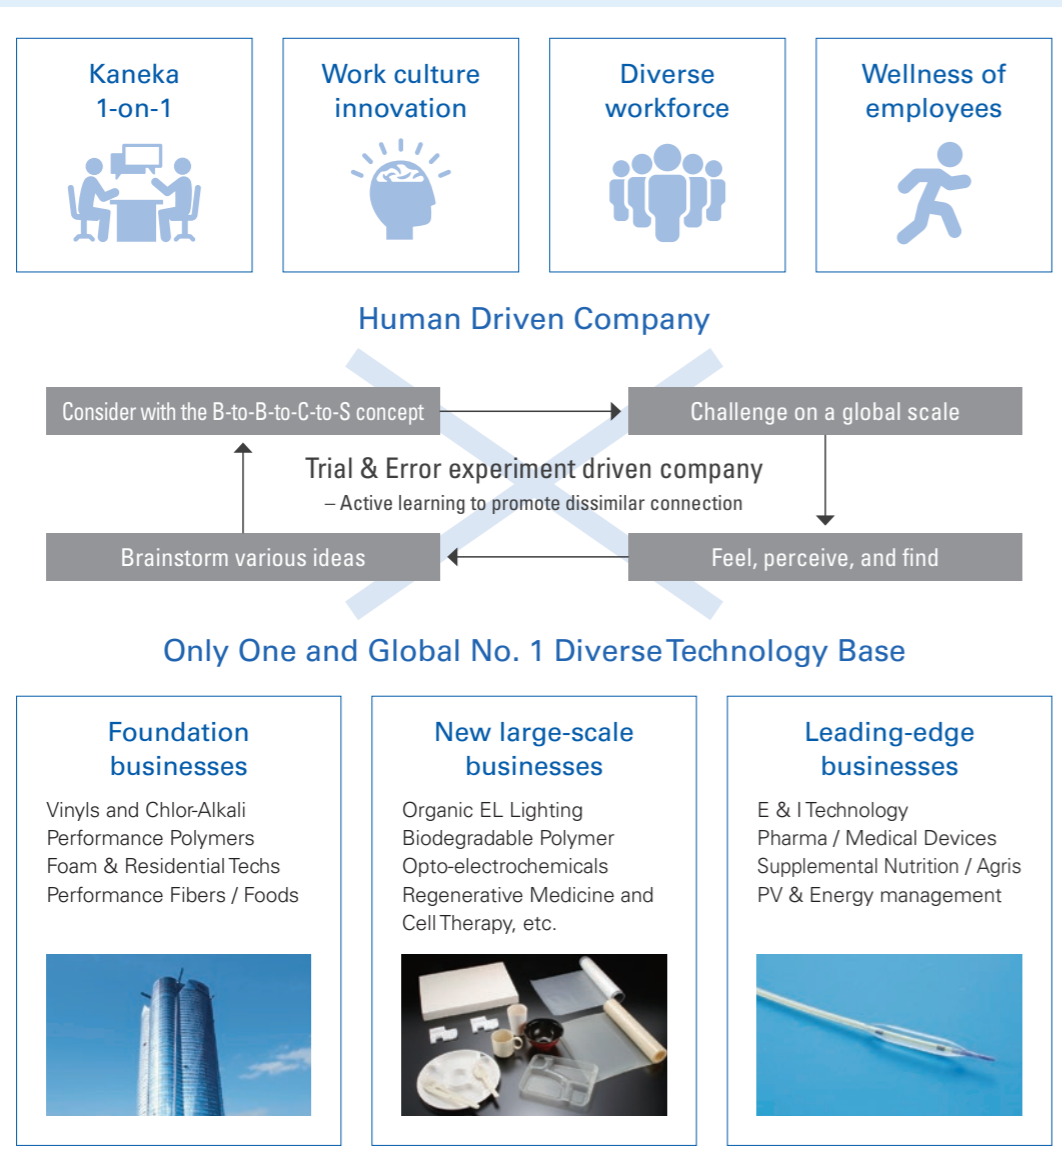 Kaneka
1-on-1
Work culture
innovation
Diverse
workforce
Wellness of
employees
Human Driven Company
Consider with the B-to-B-to-C-to-S concept
Challenge on a global scale
Trial & Error experiment driven company
– Active learning to promote dissimilar connection
Brainstorm various ideas
Feel, perceive, and find
Only One and Global No. 1 Diverse Technology Base
Foundation
businesses
Vinyls and Chlor-Alkali
Performance Polymers
Foam & Residential Techs
Performance Fibers / Foods
New large-scale
businesses
Organic EL Lighting
Biodegradable Polymer
Opto-electrochemicals
Regenerative Medicine and
Cell Therapy, etc.
Leading-edge
businesses
E & I Technology
Pharma / Medical Devices
Supplemental Nutrition / Agris
PV & Energy management